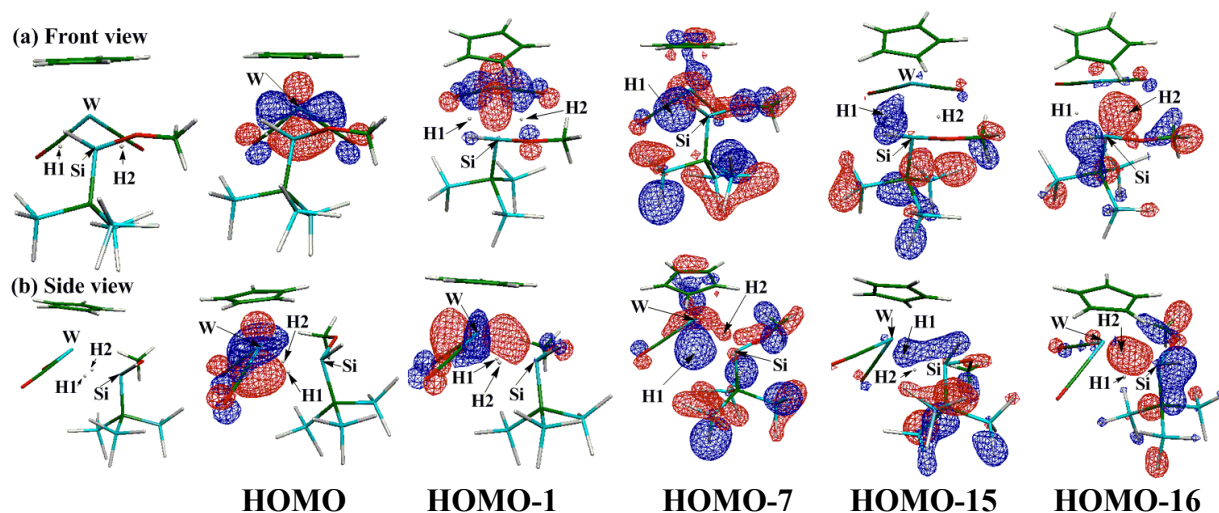 (a) Front view
W
H1
Si
H2
W
H1
H2
Si
H1
Si
W
H1
H2
Si
H1
H2
Si
(b) Side view
W
H2
H1
Si
W
H2
Si
H1
W
H1
H2
Si
W
H2
H1
Si
W
H1
H2
Si
W
H2
H1
Si
HOMO
HOMO-1
HOMO-7
HOMO-15
HOMO-16